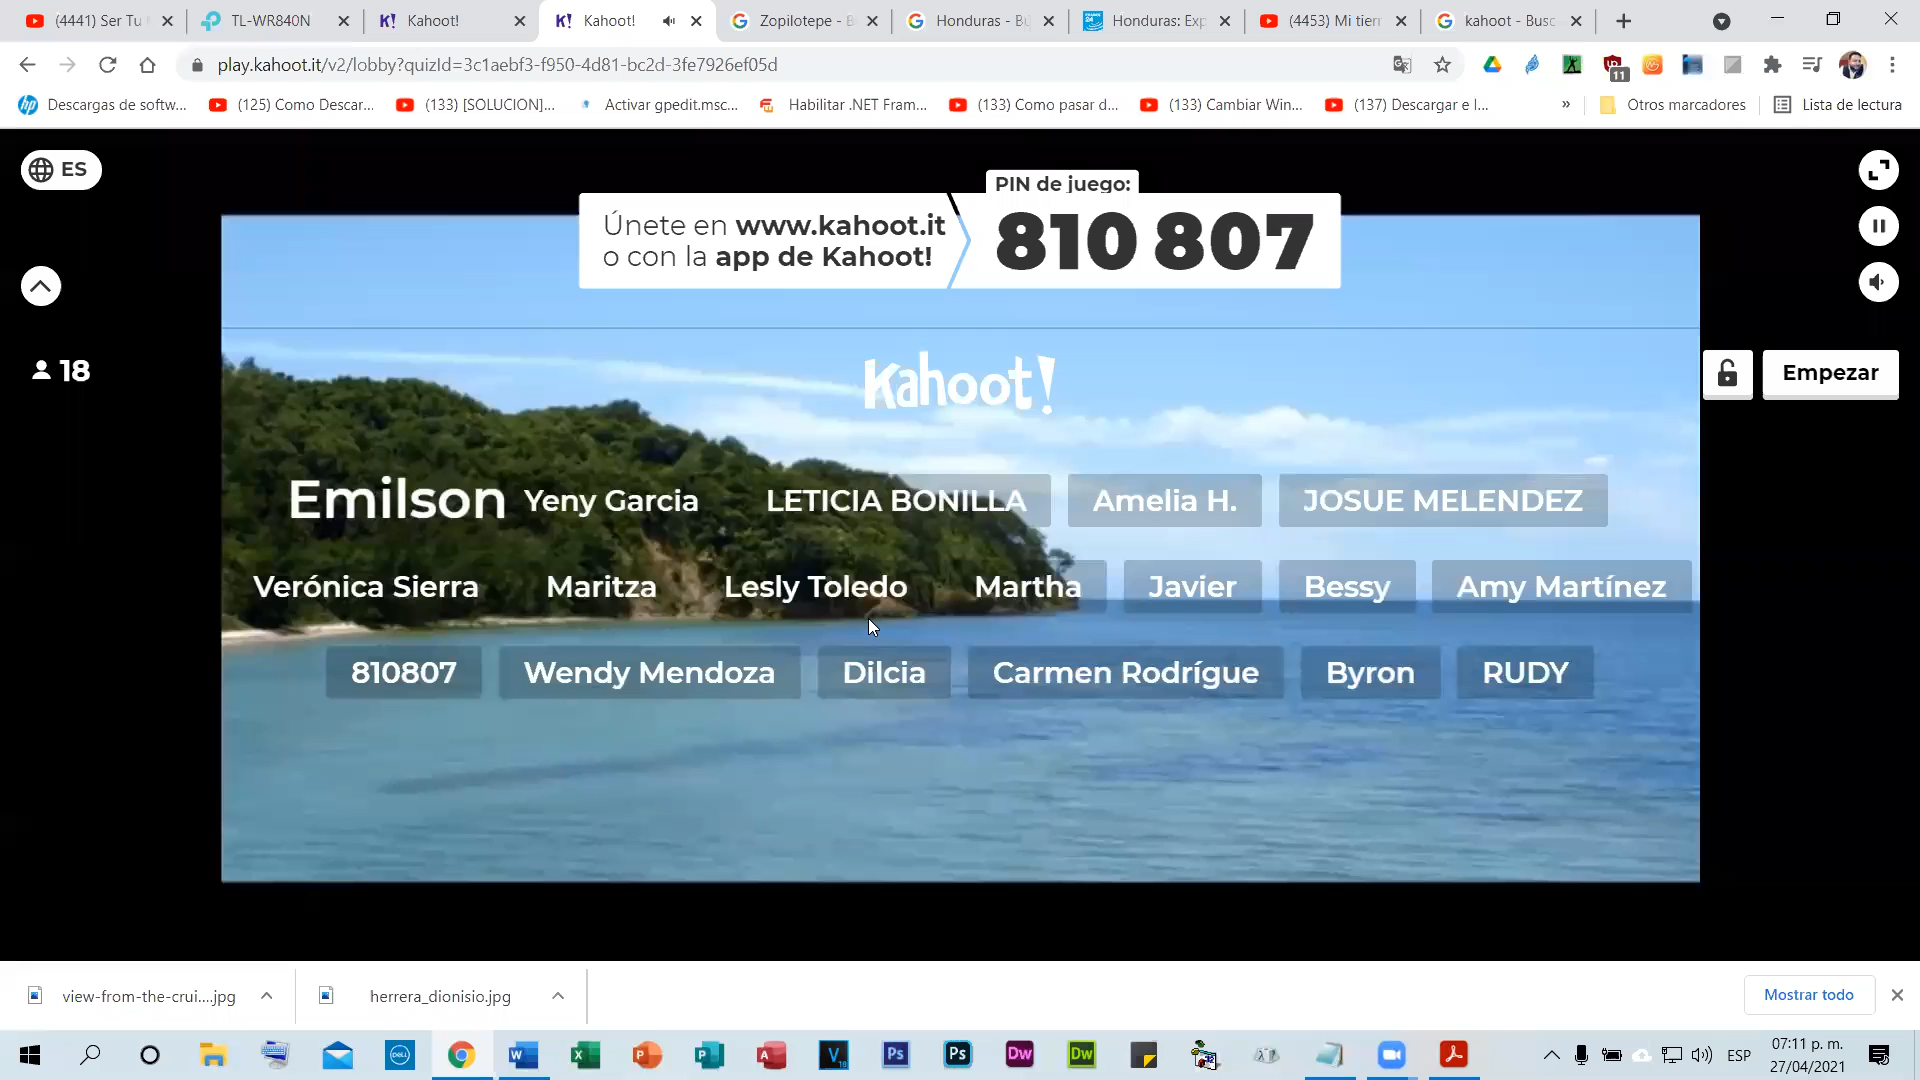 (4441) Ser Tu
TL-WR840N
Kahoot!
Kahoot!
Zopilotepe - B
Honduras - Bú
Honduras: Exp
(4453) Mi tierr
kahoot - Busc
play.kahoot.it/v2/lobby?quizId=3c1aebf3-f950-4d81-bc2d-3fe7926ef05d
11
Descargas de softw...
(125) Como Descar...
(133) [SOLUCION]...
Activar gpedit.msc...
Habilitar .NET Fram...
(133) Como pasar d...
(133) Cambiar Win...
(137) Descargar e I...
»
Otros marcadores
Lista de lectura
ES
PIN de juego:
Únete en www.kahoot.it
o con la app de Kahoot!
810 807
18
Kahoot!
Empezar
Emilson
Yeny Garcia
LETICIA BONILLA
Amelia H.
JOSUE MELENDEZ
Verónica Sierra
Maritza
Lesly Toledo
Martha
Javier
Bessy
Amy Martínez
810807
Wendy Mendoza
Dilcia
Carmen Rodrígue
Byron
RUDY
view-from-the-crui....jpg
herrera_dionisio.jpg
Mostrar todo
ESP
07:11 p. m.
27/04/2021